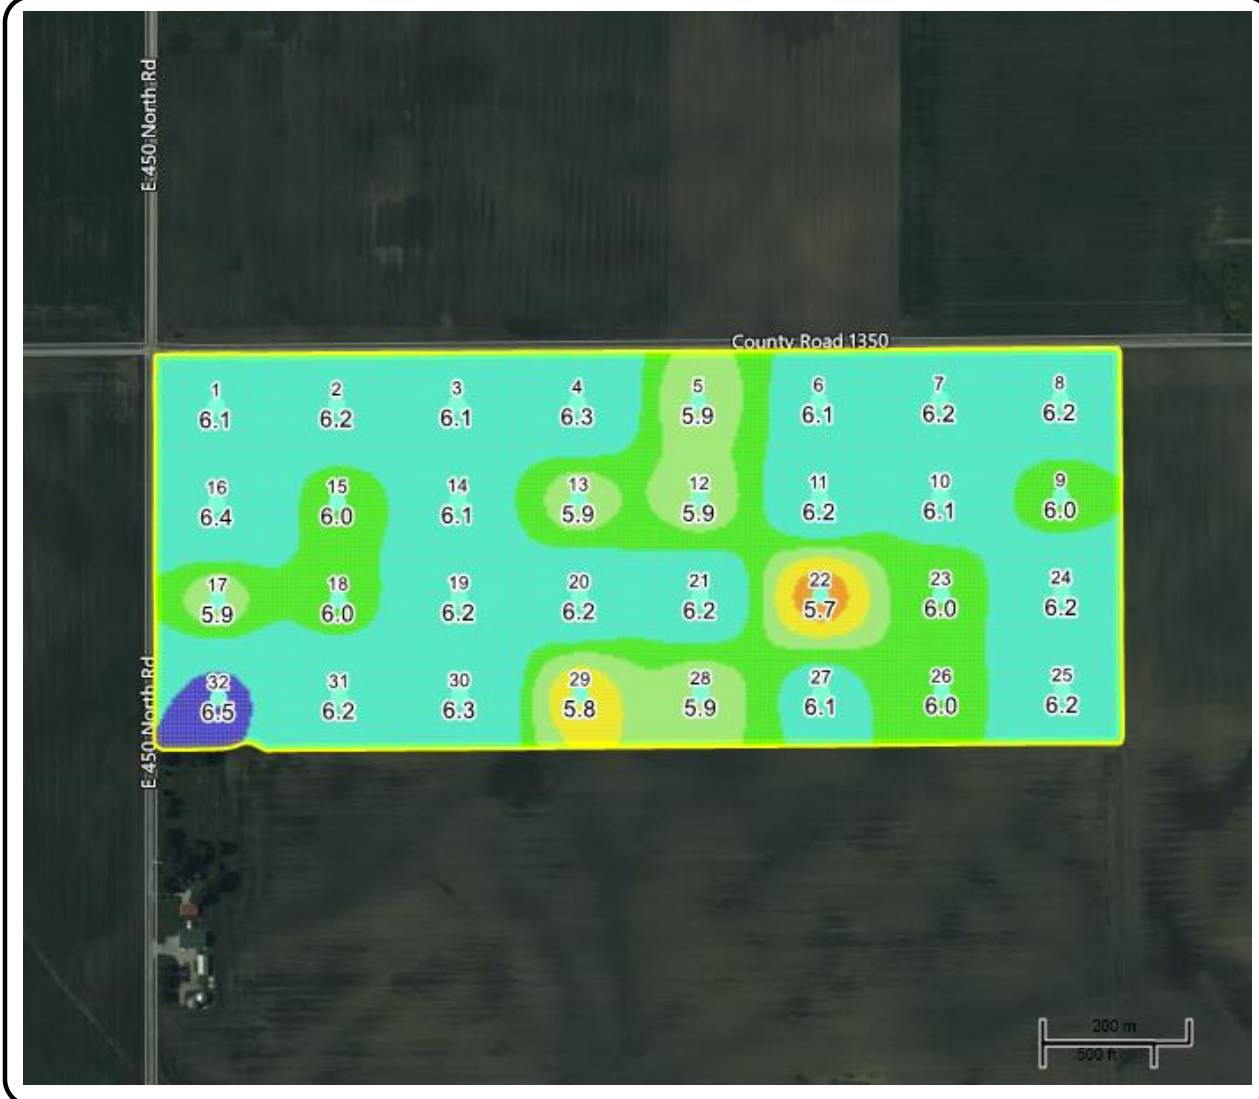 E 450 North Rd
County Road 1350
1 2 3 4 5 6 7 8
6.1 6.2 6.1 6.3 5.9 6.1 6.2 6.2
16 15 14 13 12 11 10 9
6.4 6.0 6.1 5.9 5.9 6.2 6.1 6.0
17 18 19 20 21 22 23 24
5.9 6.0 6.2 6.2 6.2 5.7 6.0 6.2
E 450 North Rd
32 31 30 29 28 27 26 25
6.5 6.2 6.3 5.8 5.9 6.1 6.0 6.2
200 m
500 ft